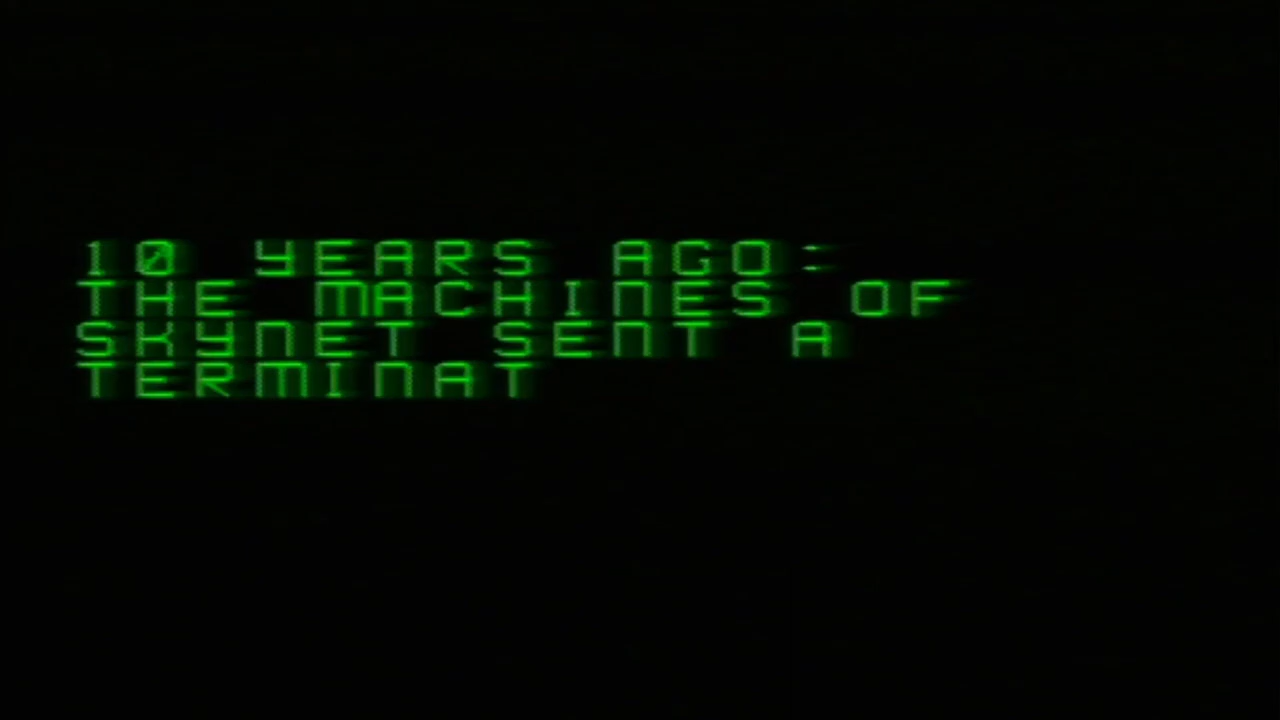 10 YEARS AGO:
THE MACHINES OF
SKYNET SENT A
TERMINAT